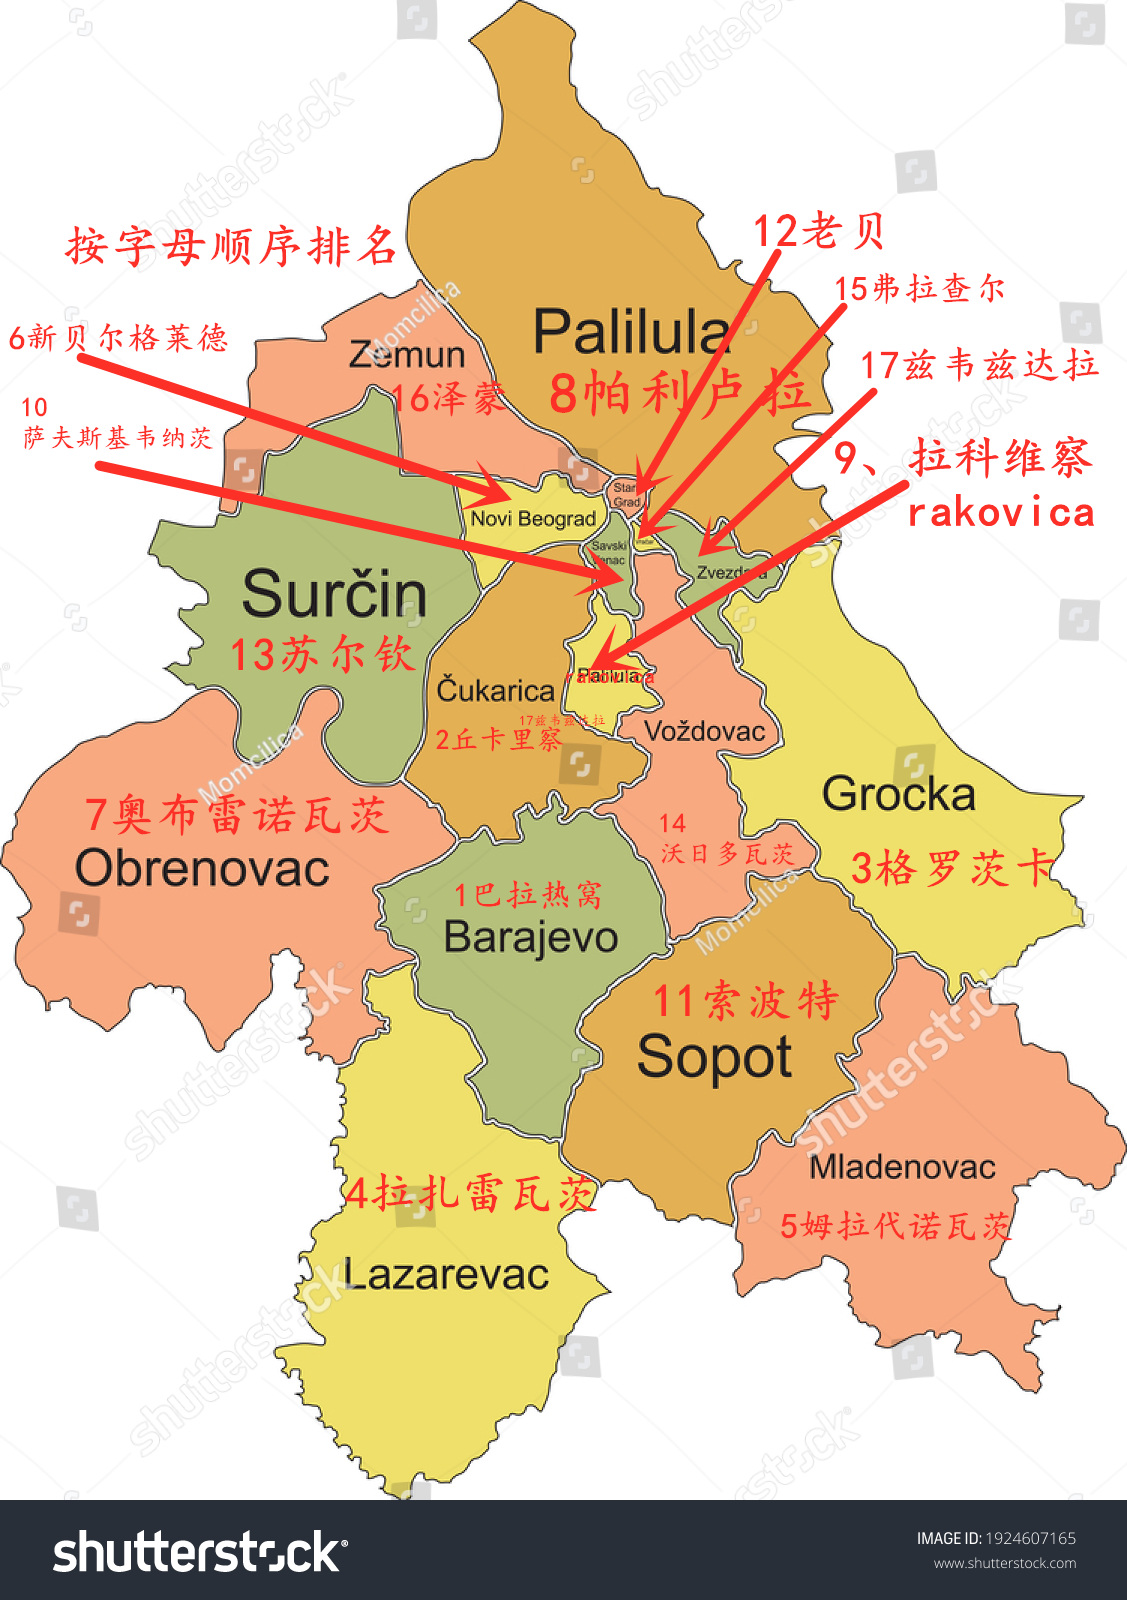 12老贝
按字母顺序排名
15弗拉查尔
6新贝尔格莱德
Palilula
Zemun
17兹韦兹达拉
16泽蒙
8帕利卢拉
10
萨夫斯基韦纳茨
9、拉科维察
rakovica
Stari
Grad
Novi Beograd
Savski
Venac
Zvezdara
Surčin
13苏尔钦
rakovica
Čukarica
17兹韦兹达拉
2丘卡里察
Voždovac
Grocka
7奥布雷诺瓦茨
14
沃日多瓦茨
Obrenovac
3格罗茨卡
1巴拉热窝
Barajevo
11索波特
Sopot
Mladenovac
4拉扎雷瓦茨
5姆拉代诺瓦茨
Lazarevac
Momcilica
Momcilica
Momcilica
shutterstock
IMAGE ID: 1924607165
www.shutterstock.com